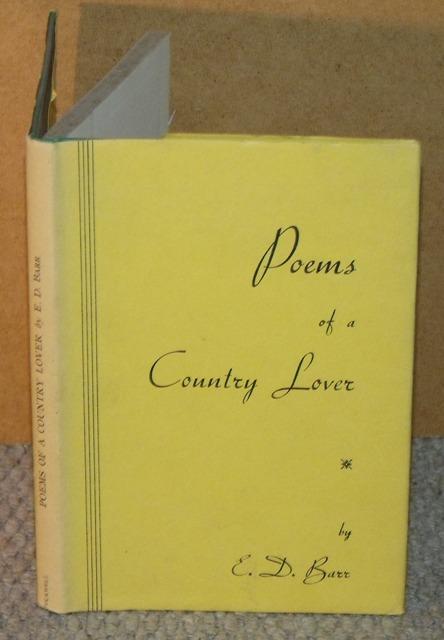 Poems
of a
Country Lover
by
E. D. Barr
POEMS OF A COUNTRY LOVER by E. D. BARR